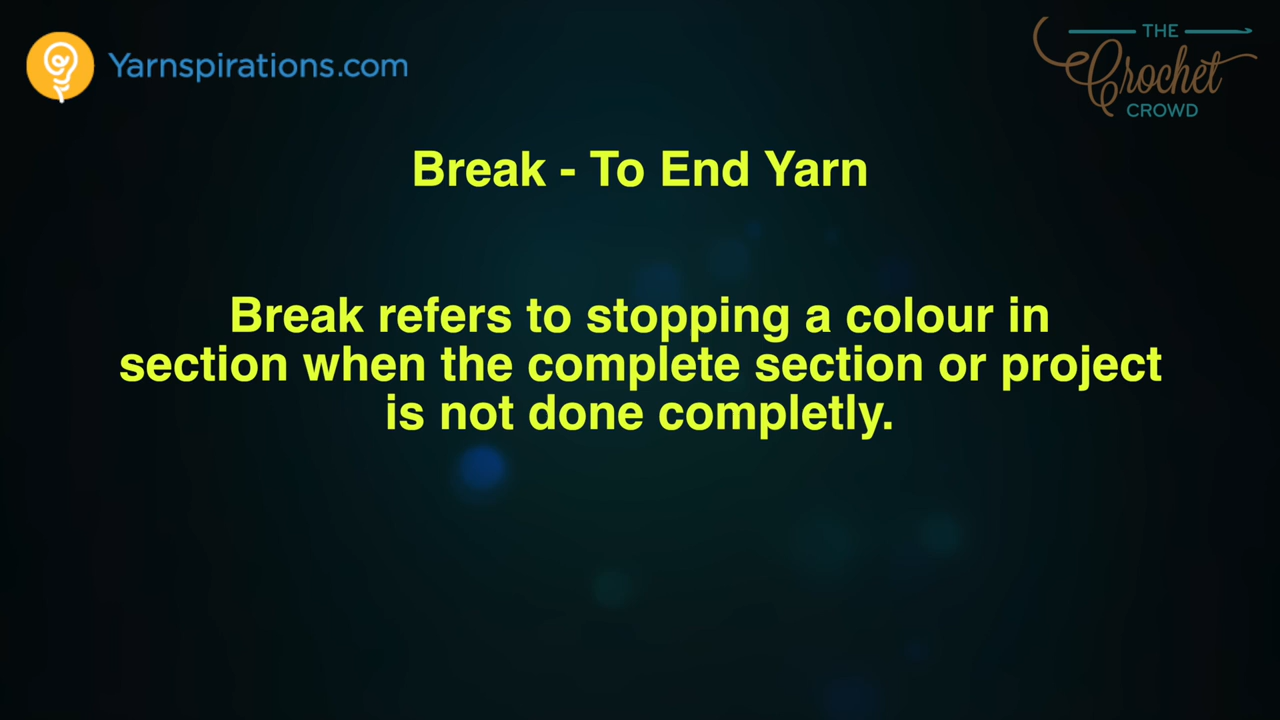 Yarnspirations.com
THE
Crochet
CROWD
Break - To End Yarn
Break refers to stopping a colour in
section when the complete section or project
is not done completly.